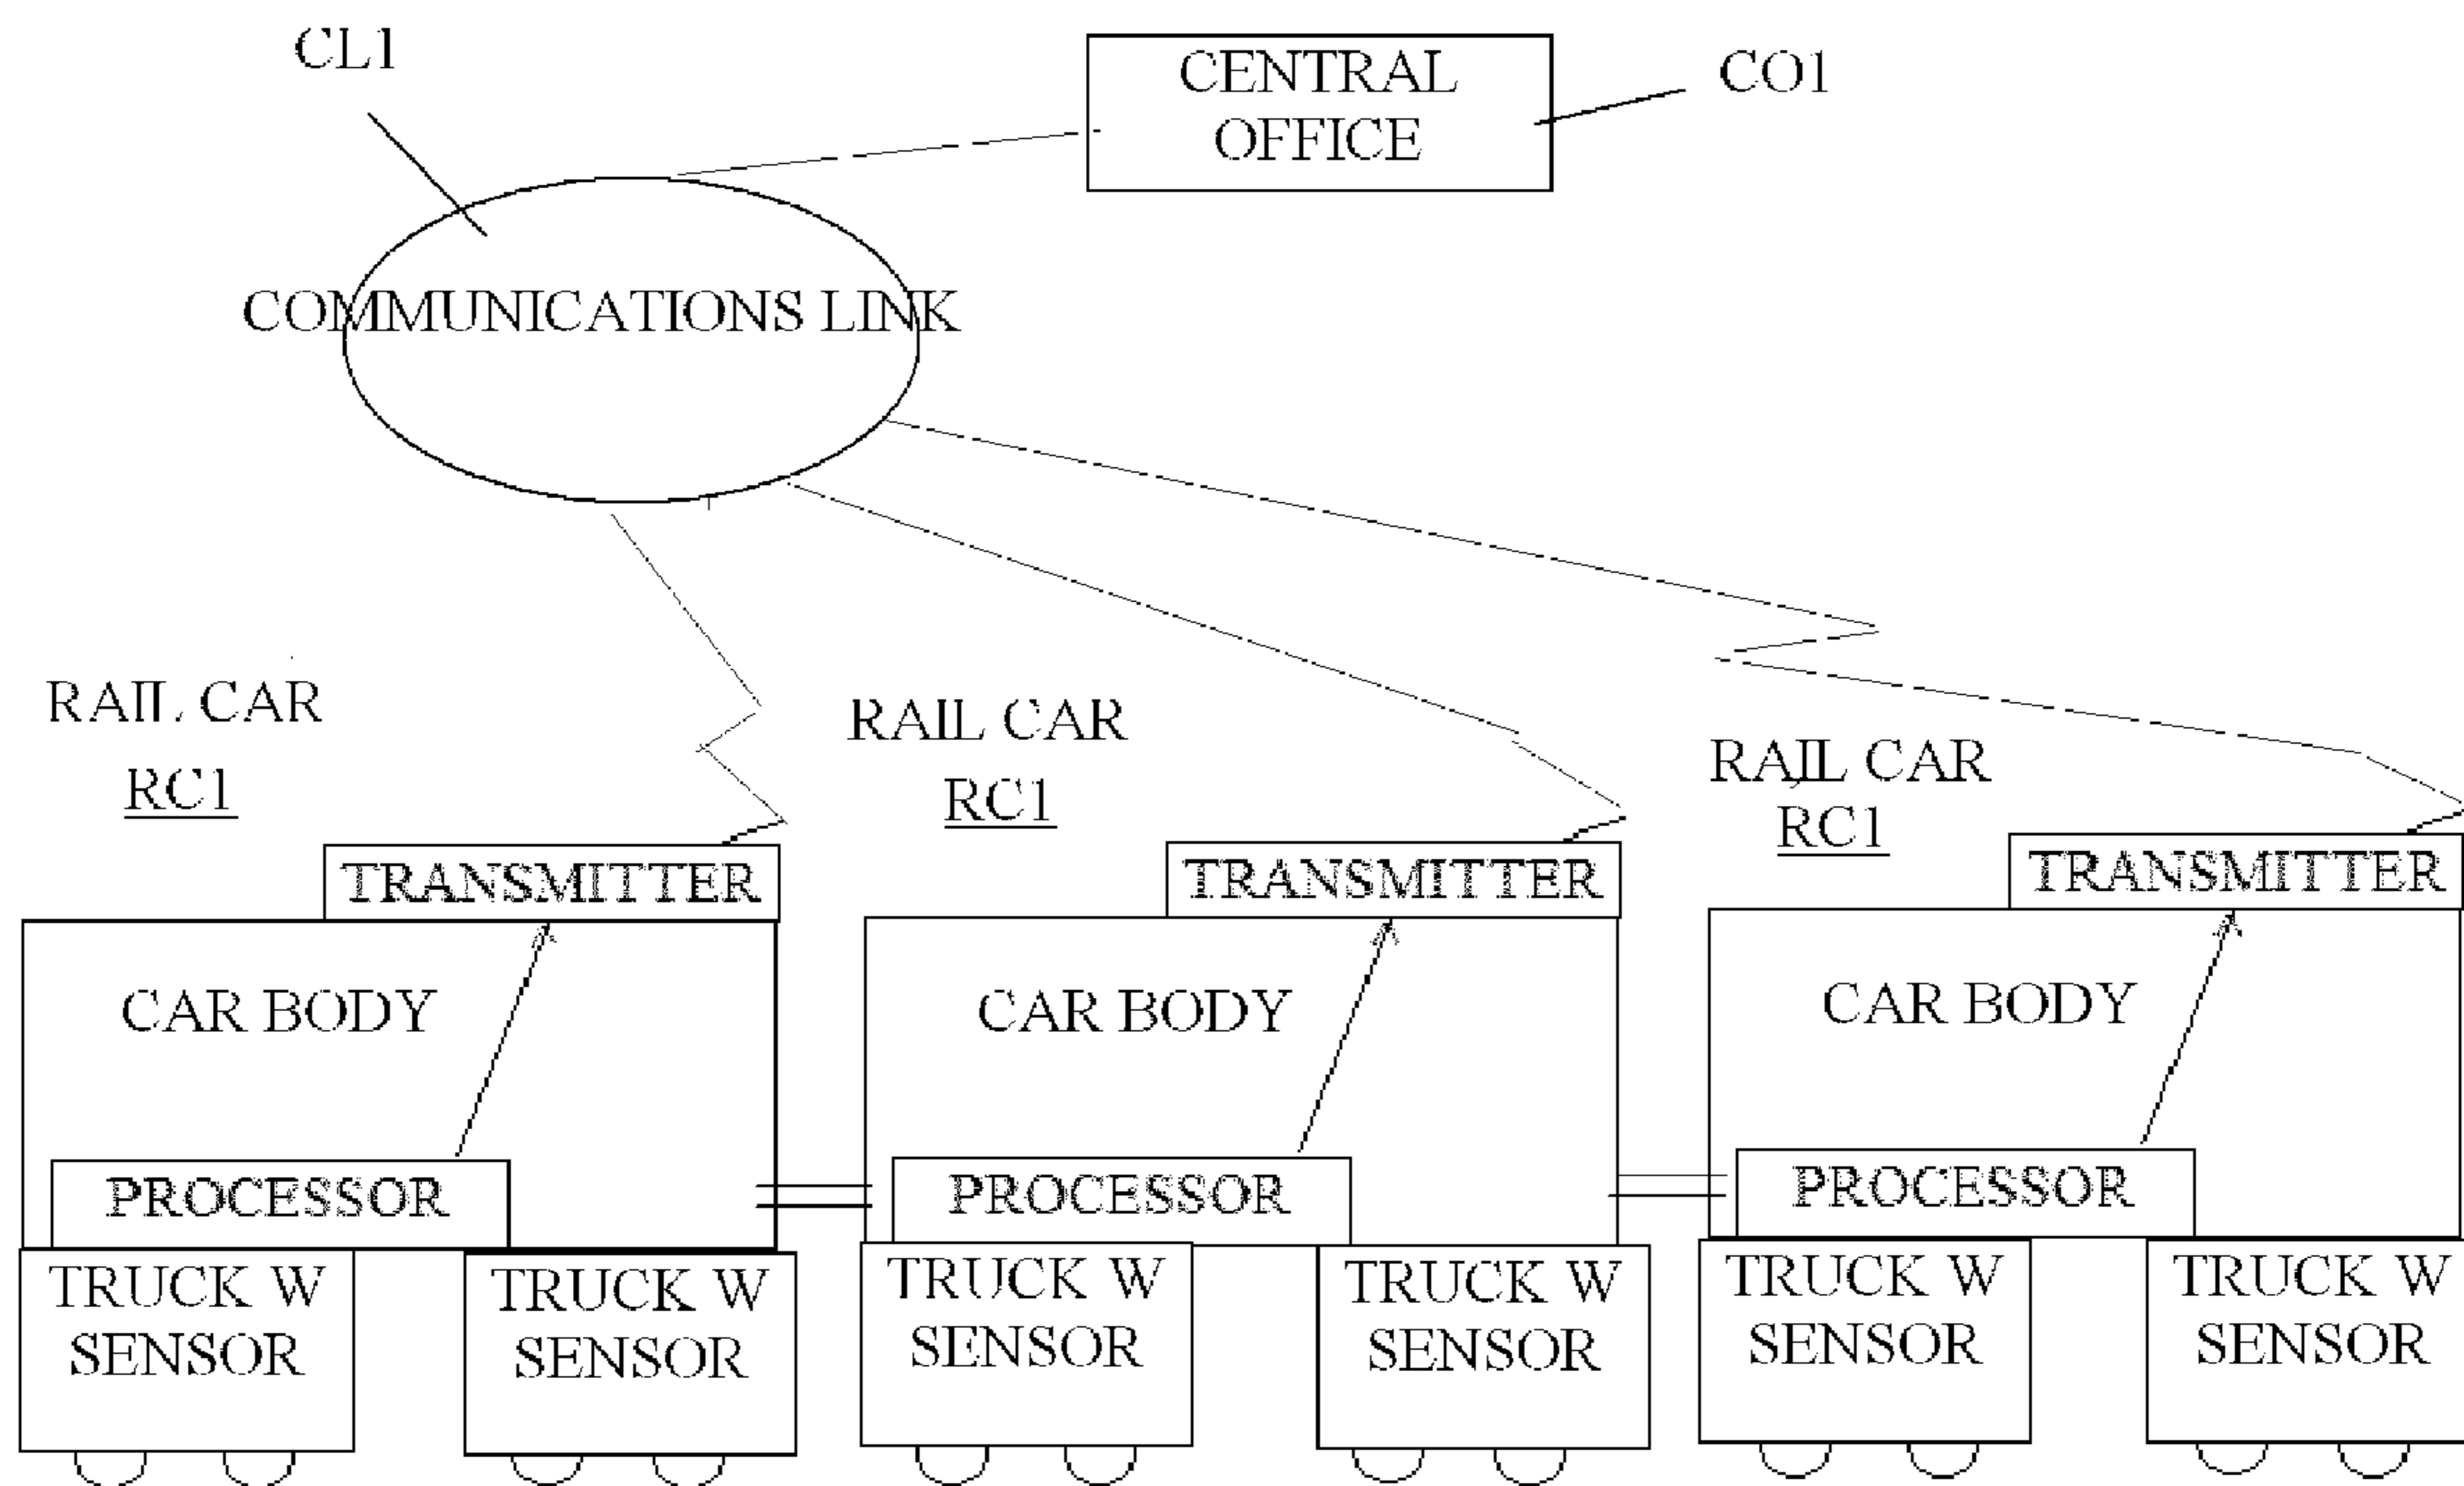 CL1
CENTRAL
OFFICE
CO1
COMMUNICATIONS LINK
RAIL CAR
RC1
RAIL CAR
RC1
RAIL CAR
RC1
TRANSMITTER
TRANSMITTER
TRANSMITTER
CAR BODY
CAR BODY
CAR BODY
PROCESSOR
PROCESSOR
PROCESSOR
TRUCK W
SENSOR
TRUCK W
SENSOR
TRUCK W
SENSOR
TRUCK W
SENSOR
TRUCK W
SENSOR
TRUCK W
SENSOR